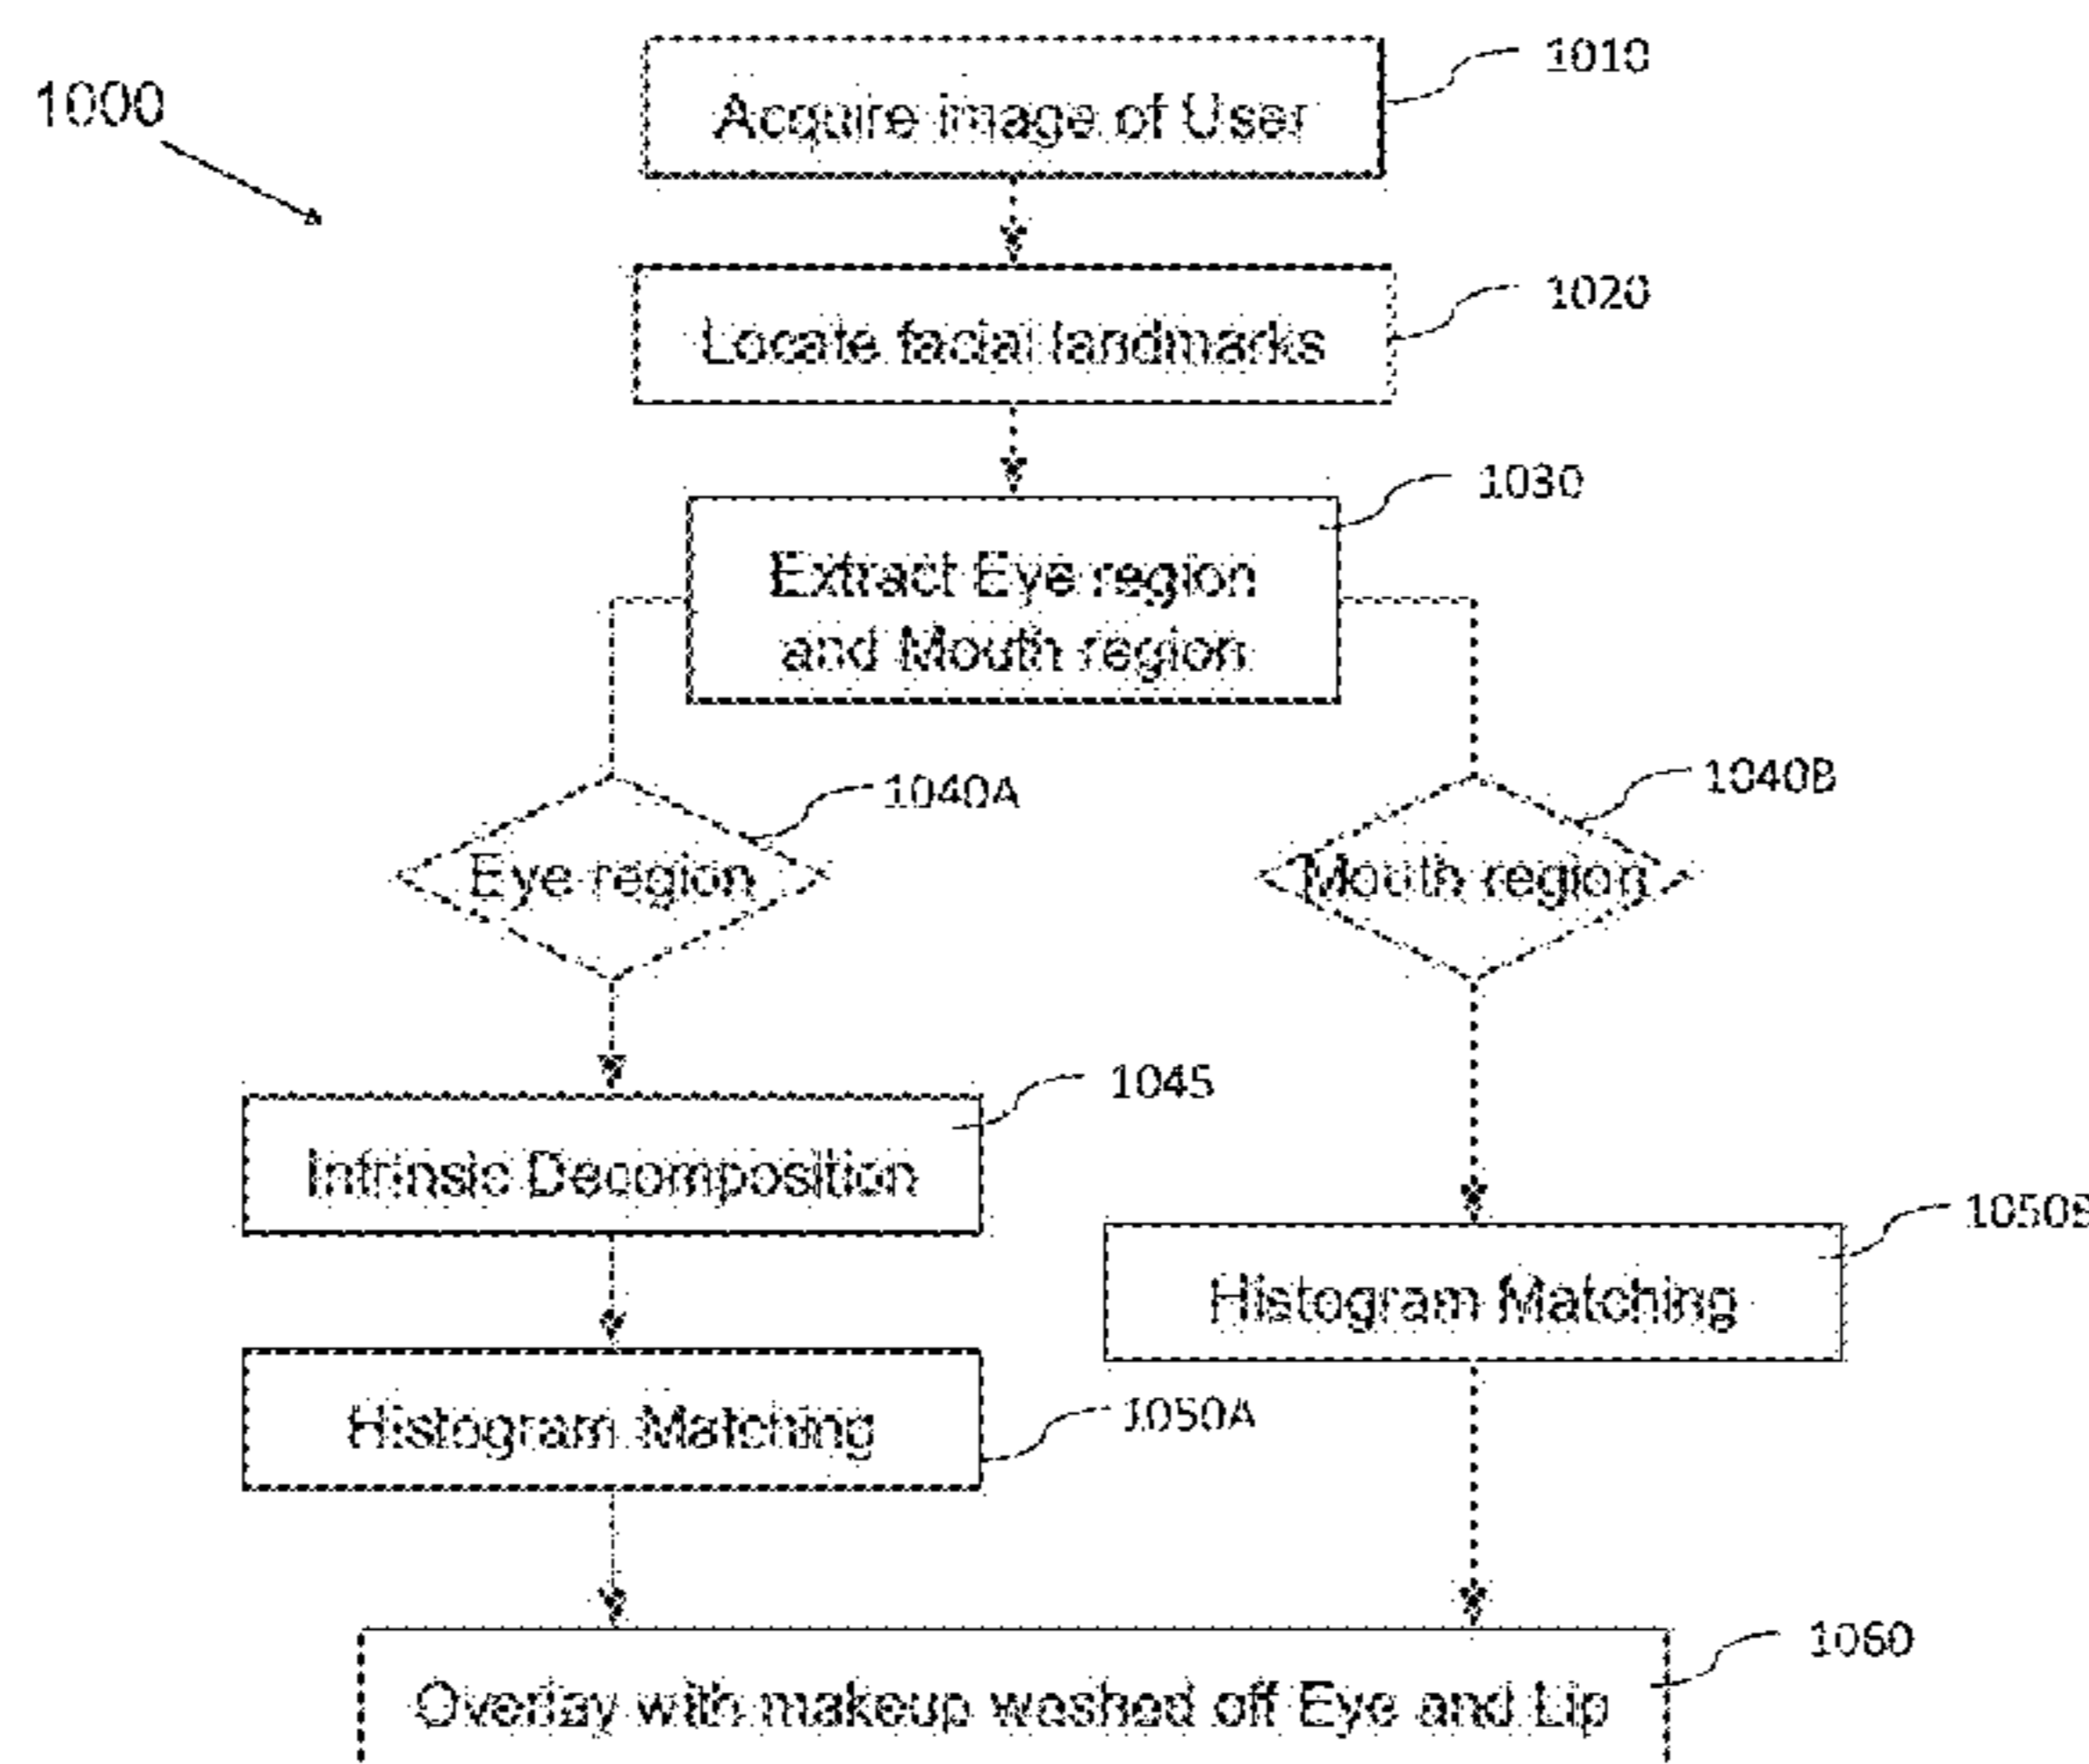 1000
Acquire image of User
1010
Locate facial landmarks
1020
Extract Eye region
and Mouth region
1030
Eye region
1040A
Mouth region
1040B
Intrinsic Decomposition
1045
Histogram Matching
1050B
Histogram Matching
1050A
Overlay with makeup washed off Eye and Lip
1060